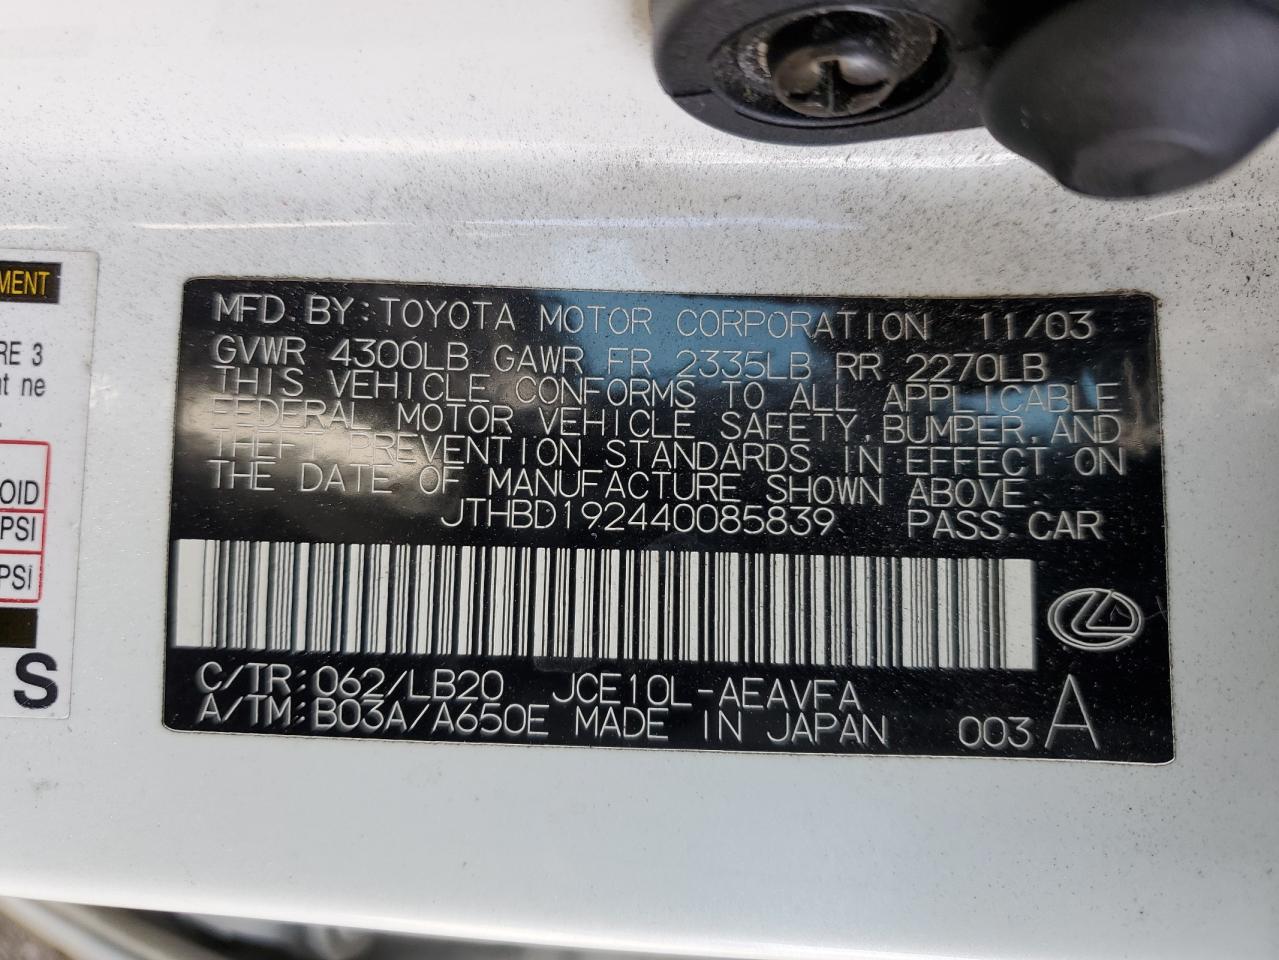 MENT
RE 3
nt ne
OID
PSI
PSI
S
MFD. BY: TOYOTA MOTOR CORPORATION 11/03
GVWR 4300LB GAWR FR 2335LB RR 2270LB
THIS VEHICLE CONFORMS TO ALL APPLICABLE
FEDERAL MOTOR VEHICLE SAFETY, BUMPER, AND
THEFT PREVENTION STANDARDS IN EFFECT ON
THE DATE OF MANUFACTURE SHOWN ABOVE.
JTHBD192440085839 PASS. CAR
C/TR: 062/LB20 JCE10L-AEAVFA
A/TM: B03A/A650E MADE IN JAPAN 003 A